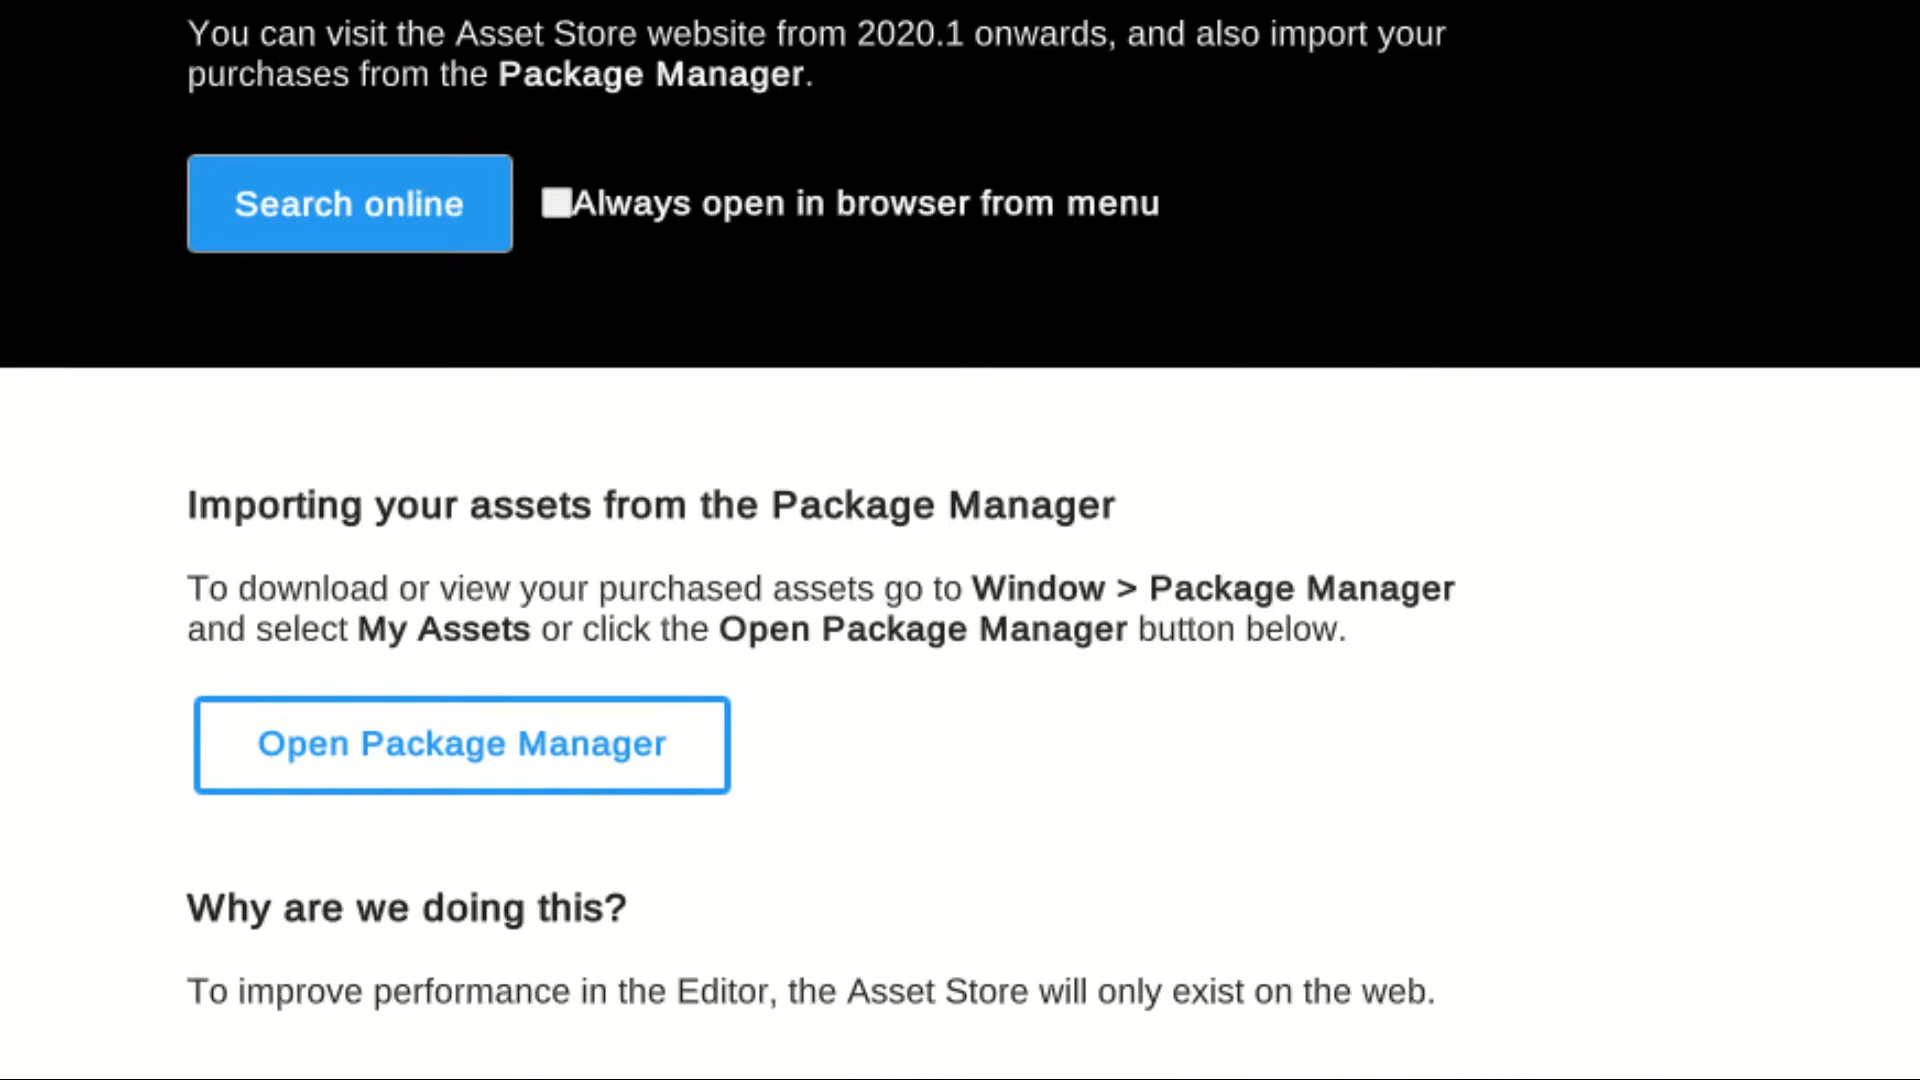 You can visit the Asset Store website from 2020.1 onwards, and also import your
purchases from the Package Manager.
Search online
Always open in browser from menu
Importing your assets from the Package Manager
To download or view your purchased assets go to Window > Package Manager
and select My Assets or click the Open Package Manager button below.
Open Package Manager
Why are we doing this?
To improve performance in the Editor, the Asset Store will only exist on the web.